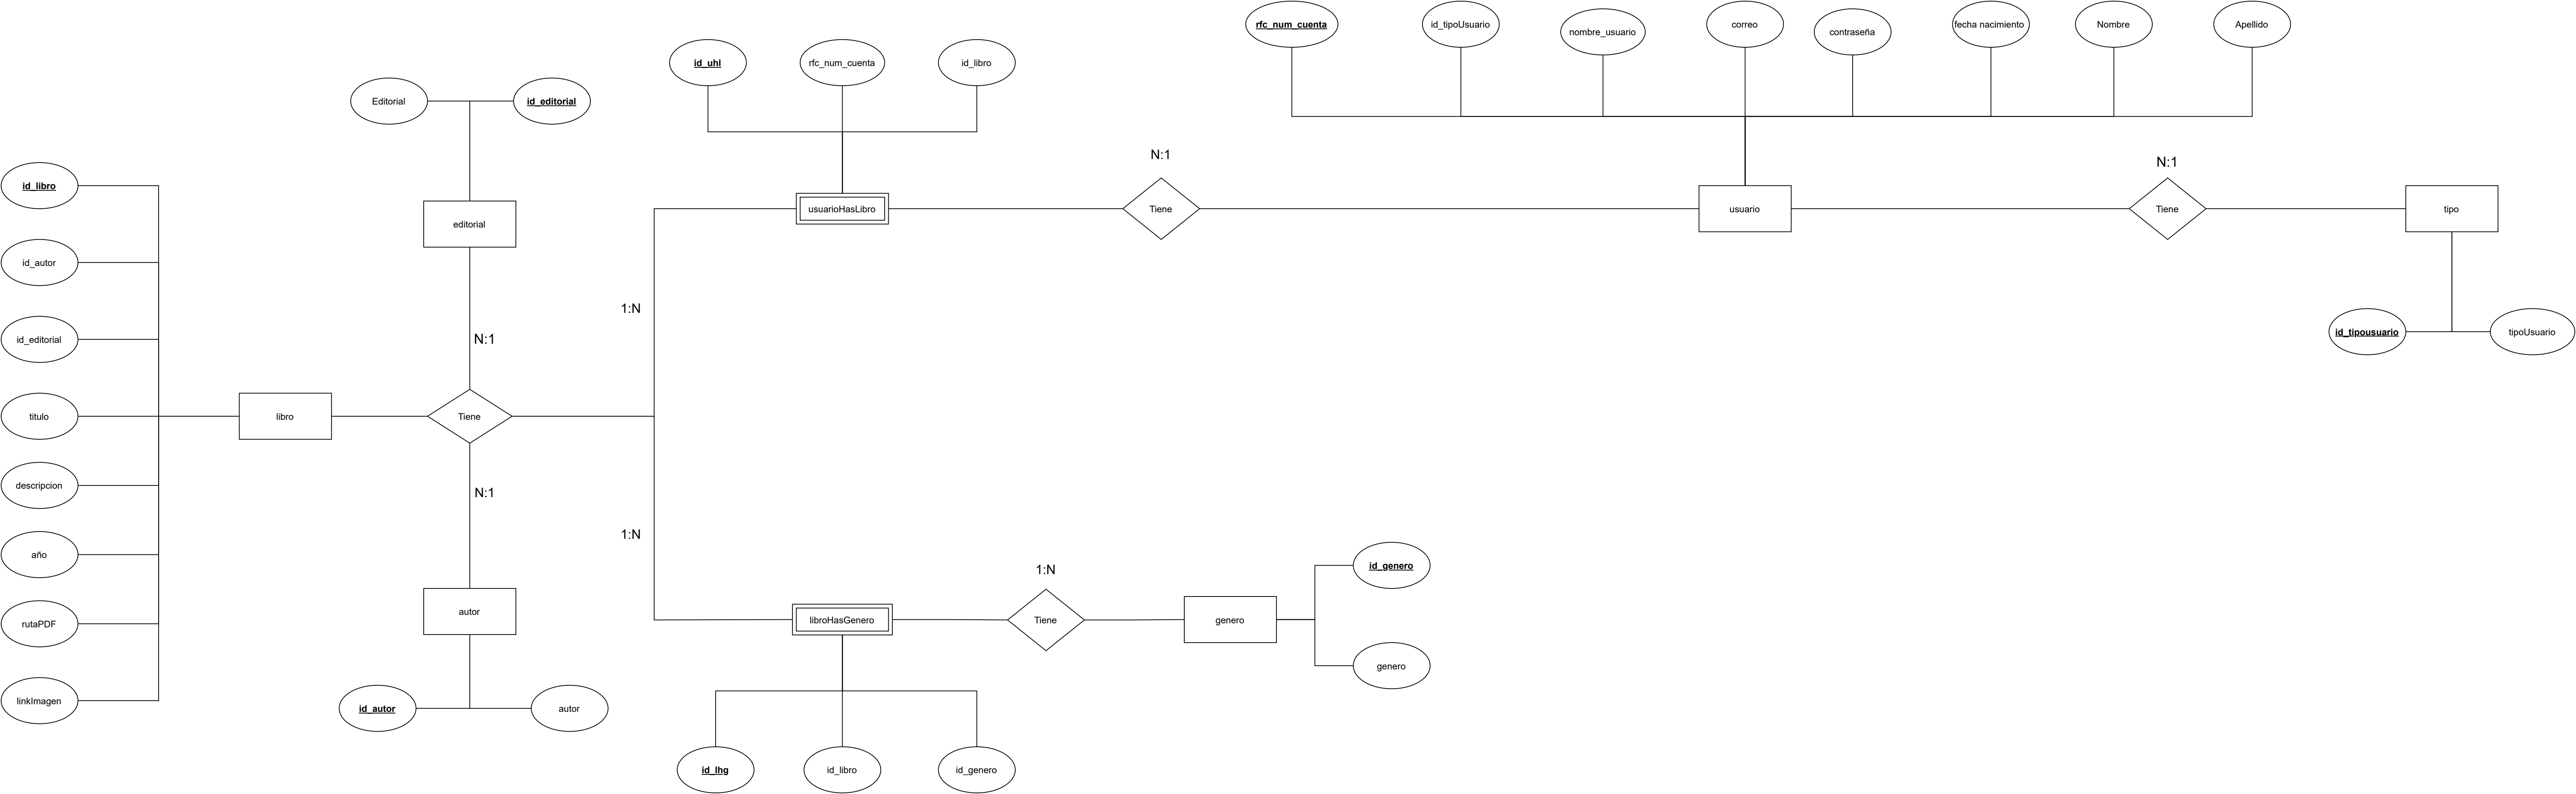 rfc_num_cuenta
id_tipoUsuario
nombre_usuario
correo
contraseña
fecha nacimiento
Nombre
Apellido
id_uhl
rfc_num_cuenta
id_libro
Editorial
id_editorial
N:1
N:1
id_libro
usuarioHasLibro
Tiene
usuario
Tiene
tipo
editorial
id_autor
1:N
id_editorial
N:1
id_tipousuario
tipoUsuario
titulo
libro
Tiene
descripcion
N:1
1:N
año
1:N
id_genero
autor
rutaPDF
libroHasGenero
Tiene
genero
genero
linkImagen
id_autor
autor
id_lhg
id_libro
id_genero